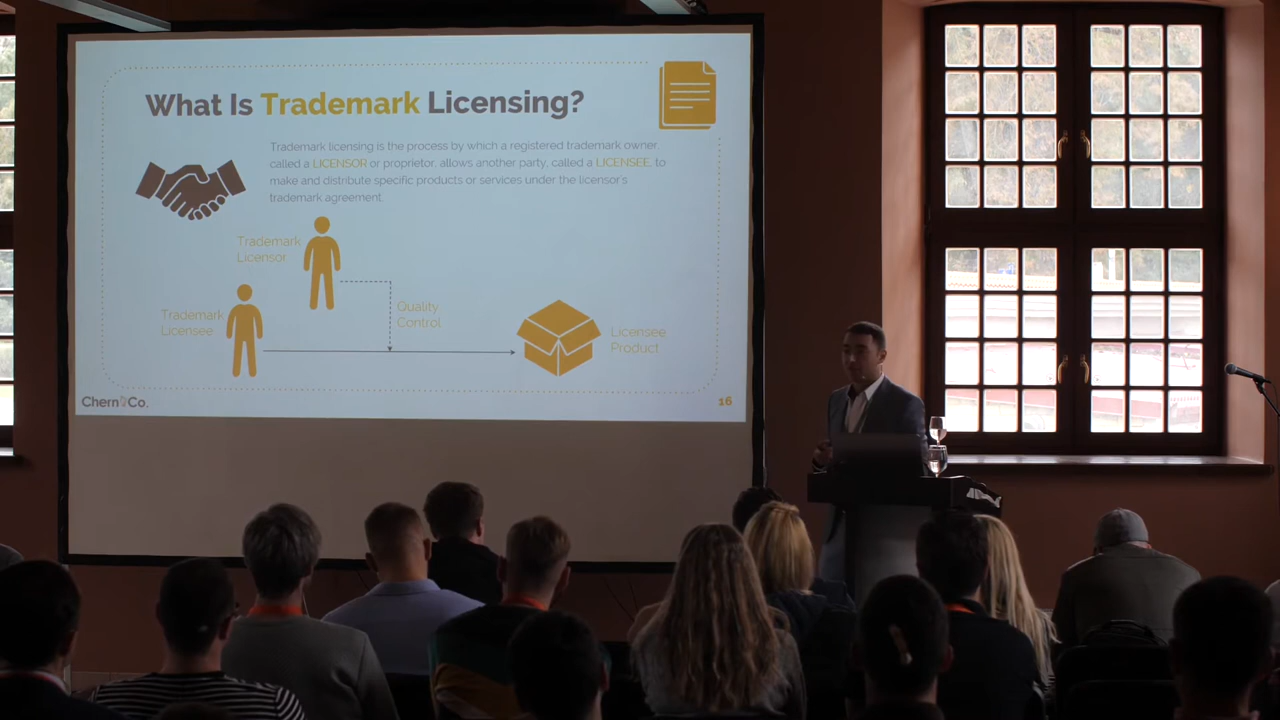 What Is Trademark Licensing?
Trademark licensing is the process by which a registered trademark owner
called a LICENSOR or proprietor, allows another party, called a LICENSEE, to
make and distribute specific products or services under the licensor's
trademark agreement.
Trademark
Licensor
Trademark
Licensee
Quality
Control
Licensee
Product
Chern Co.
16